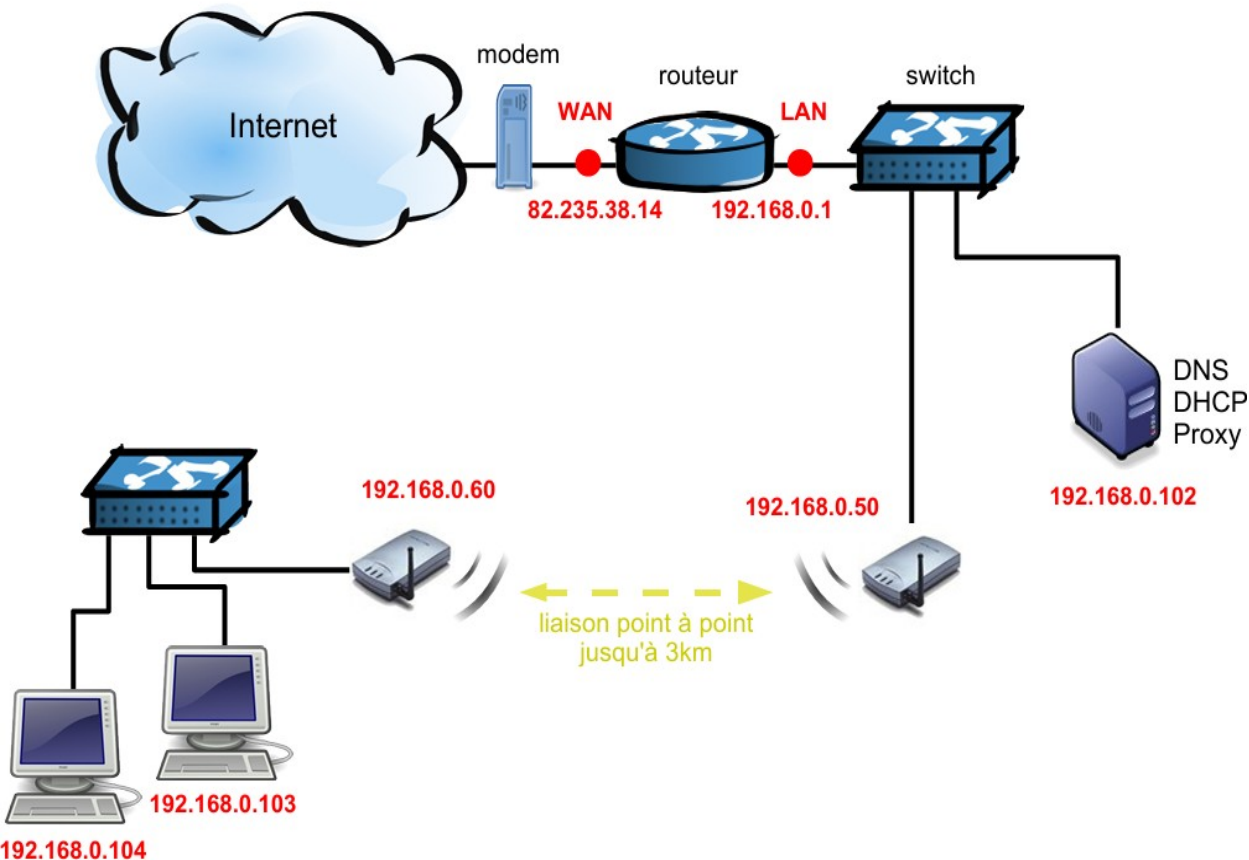 modem
routeur
switch
Internet
WAN
LAN
82.235.38.14
192.168.0.1
DNS
DHCP
Proxy
192.168.0.102
192.168.0.60
192.168.0.50
liaison point à point
jusqu'à 3km
192.168.0.103
192.168.0.104